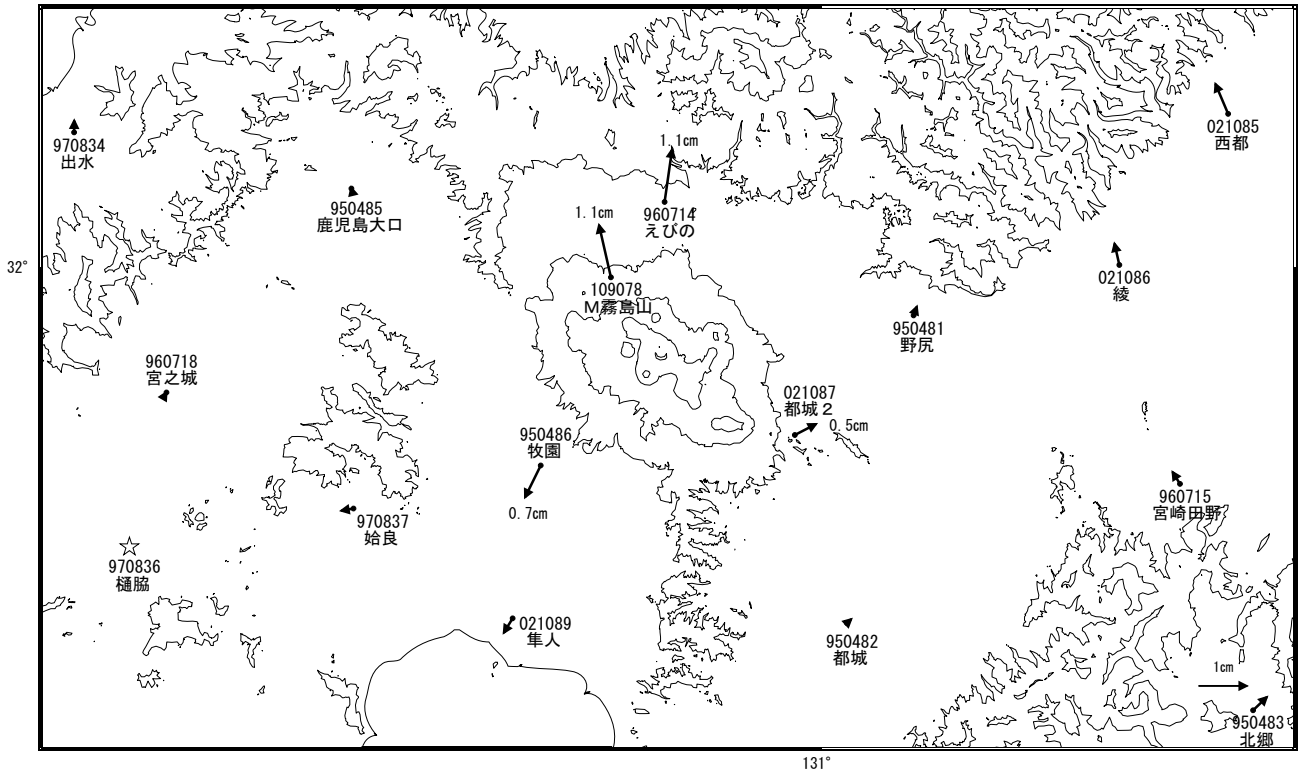 021085
西都
970834
出水
1.1cm
950485
鹿児島大口
1.1cm
960714
えびの
32°
021086
綾
109078
M霧島山
950481
野尻
960718
宮之城
021087
都城２
0.5cm
950486
牧園
0.7cm
960715
宮崎田野
970837
姶良
970836
樋脇
021089
隼人
950482
都城
1cm
950483
北郷
131°